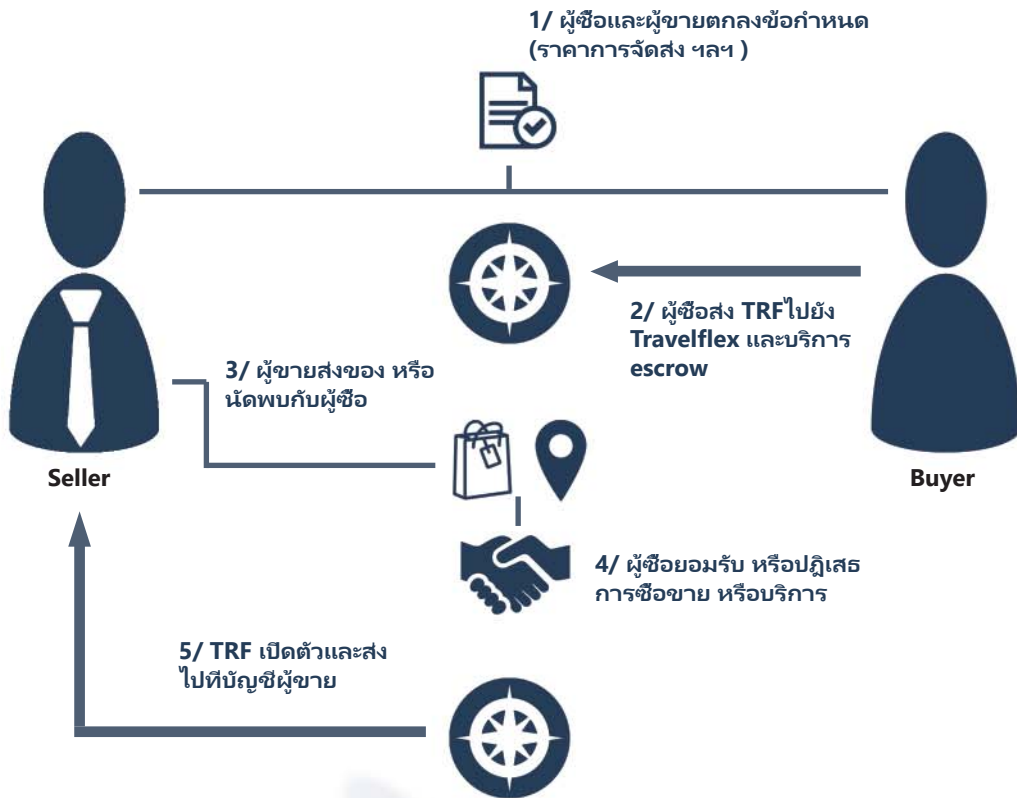 1/ ผู้ซื้อและผู้ขายตกลงข้อกำหนด
(ราคาการจัดส่ง ฯลฯ )
2/ ผู้ซื้อส่ง TRFไปยัง
Travelflex และบริการ
escrow
3/ ผู้ขายส่งของ หรือ
นัดพบกับผู้ซื้อ
Seller
Buyer
4/ ผู้ซื้อยอมรับ หรือปฎิเสธ
การซื้อขาย หรือบริการ
5/ TRF เปิดตัวและส่ง
ไปที่บัญชีผู้ขาย